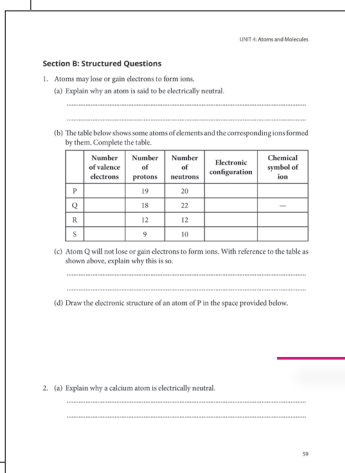 UNIT 4: Atoms and Molecules
Section B: Structured Questions
1. Atoms may lose or gain electrons to form ions.
(a) Explain why an atom is said to be electrically neutral.
(b) The table below shows some atoms of elements and the corresponding ions formed
by them. Complete the table.
Number of valence electrons | Number of protons | Number of neutrons | Electronic configuration | Chemical symbol of ion
P 19 20
Q 18 22 —
R 12 12
S 9 10
(c) Atom Q will not lose or gain electrons to form ions. With reference to the table as
shown above, explain why this is so.
(d) Draw the electronic structure of an atom of P in the space provided below.
2. (a) Explain why a calcium atom is electrically neutral.
59